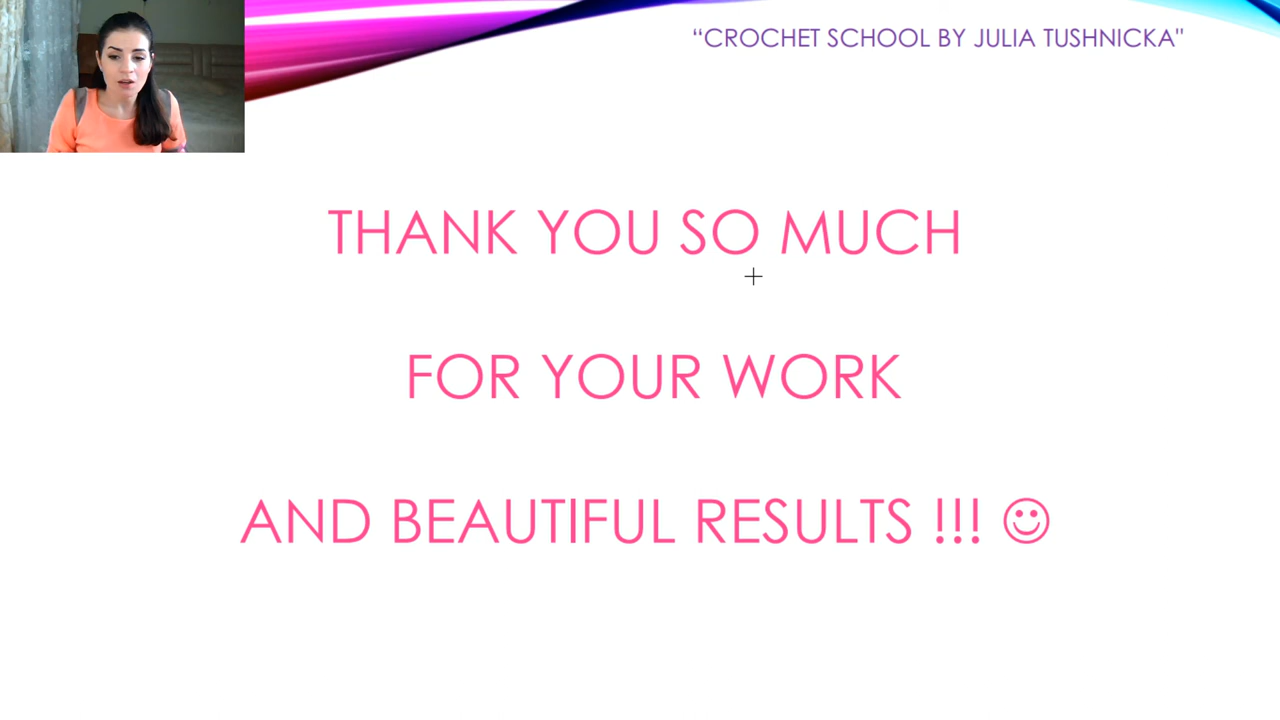 “CROCHET SCHOOL BY JULIA TUSHNICKA"
THANK YOU SO MUCH
FOR YOUR WORK
AND BEAUTIFUL RESULTS !!! ☺